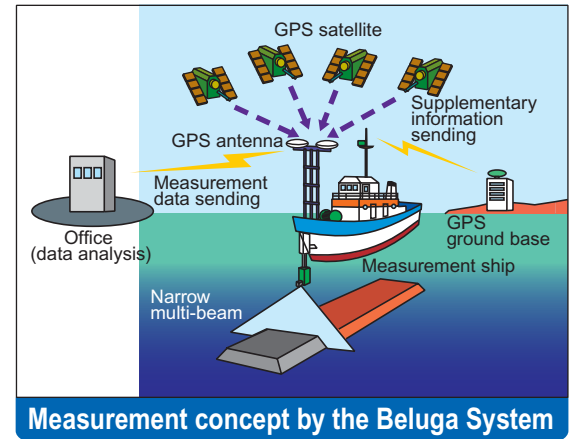 GPS satellite
Supplementary
information
sending
GPS antenna
Measurement
data sending
Office
(data analysis)
GPS
ground base
Measurement ship
Narrow
multi-beam
Measurement concept by the Beluga System